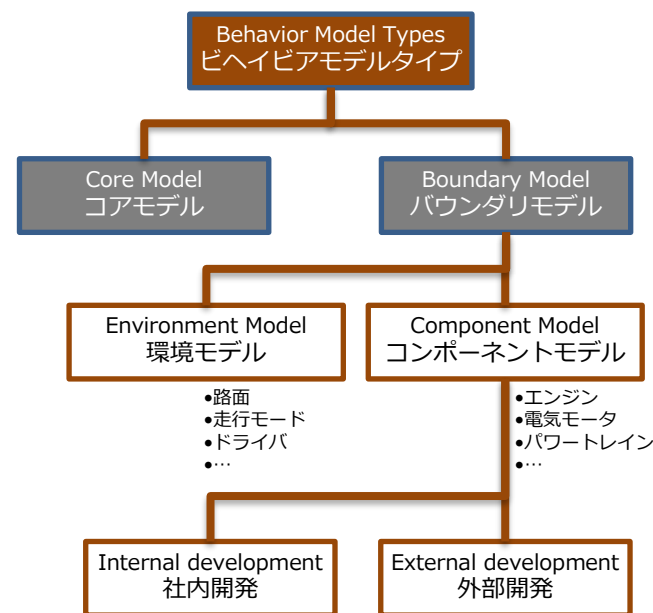 Behavior Model Types
ビヘイビアモデルタイプ
Core Model
コアモデル
Boundary Model
バウンダリモデル
Environment Model
環境モデル
Component Model
コンポーネントモデル
•路面
•走行モード
•ドライバ
•…
•エンジン
•電気モータ
•パワートレイン
•…
Internal development
社内開発
External development
外部開発